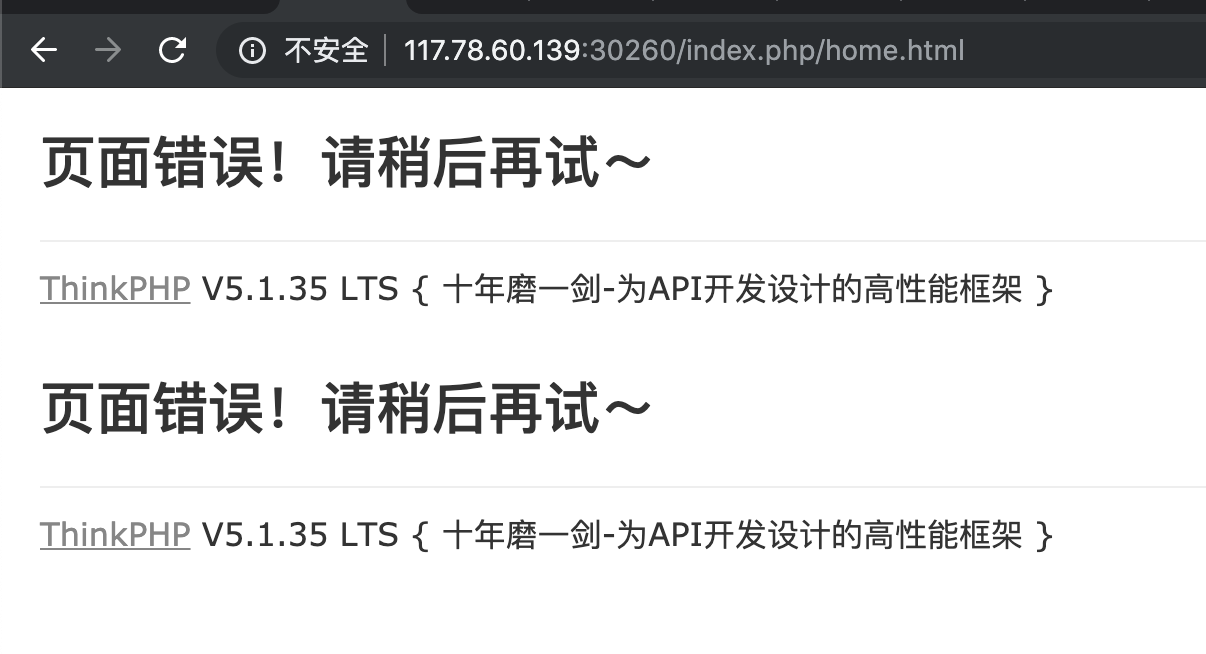 不安全 117.78.60.139:30260/index.php/home.html
页面错误！请稍后再试～
ThinkPHP V5.1.35 LTS { 十年磨一剑-为API开发设计的高性能框架 }
页面错误！请稍后再试～
ThinkPHP V5.1.35 LTS { 十年磨一剑-为API开发设计的高性能框架 }